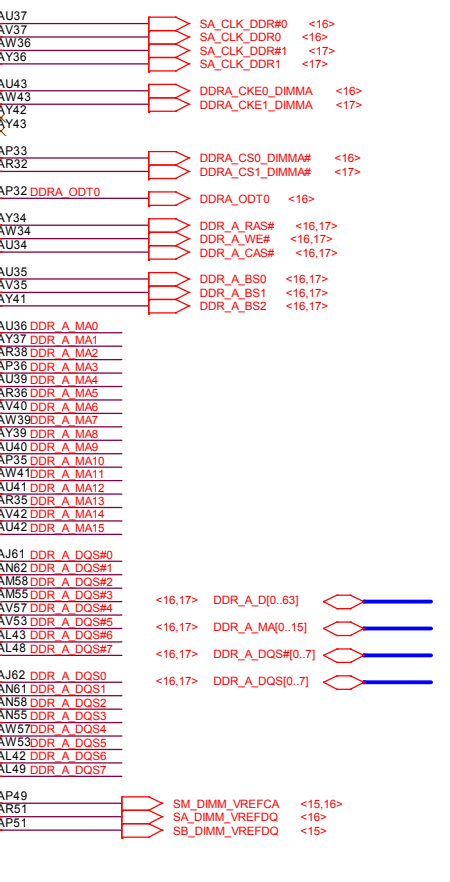 AU37 SA_CLK_DDR#0 <16>
AV37 SA_CLK_DDR0 <16>
AW36 SA_CLK_DDR#1 <17>
AY36 SA_CLK_DDR1 <17>
AU43 DDRA_CKE0_DIMMA <16>
AW43 DDRA_CKE1_DIMMA <17>
AY42
AY43
AP33 DDRA_CS0_DIMMA# <16>
AR32 DDRA_CS1_DIMMA# <17>
AP32 DDRA_ODT0 DDRA_ODT0 <16>
AY34 DDR_A_RAS# <16,17>
AW34 DDR_A_WE# <16,17>
AU34 DDR_A_CAS# <16,17>
AU35 DDR_A_BS0 <16,17>
AV35 DDR_A_BS1 <16,17>
AY41 DDR_A_BS2 <16,17>
AU36 DDR_A_MA0
AY37 DDR_A_MA1
AR38 DDR_A_MA2
AP36 DDR_A_MA3
AU39 DDR_A_MA4
AR36 DDR_A_MA5
AV40 DDR_A_MA6
AW39 DDR_A_MA7
AY39 DDR_A_MA8
AU40 DDR_A_MA9
AP35 DDR_A_MA10
AW41 DDR_A_MA11
AU41 DDR_A_MA12
AR35 DDR_A_MA13
AV42 DDR_A_MA14
AU42 DDR_A_MA15
AJ61 DDR_A_DQS#0
AN62 DDR_A_DQS#1
AM58 DDR_A_DQS#2
AM55 DDR_A_DQS#3
AV57 DDR_A_DQS#4
AV53 DDR_A_DQS#5
AL43 DDR_A_DQS#6
AL48 DDR_A_DQS#7
<16,17> DDR_A_D[0..63]
<16,17> DDR_A_MA[0..15]
<16,17> DDR_A_DQS#[0..7]
<16,17> DDR_A_DQS[0..7]
AJ62 DDR_A_DQS0
AN61 DDR_A_DQS1
AN58 DDR_A_DQS2
AN55 DDR_A_DQS3
AW57 DDR_A_DQS4
AW53 DDR_A_DQS5
AL42 DDR_A_DQS6
AL49 DDR_A_DQS7
AP49 SM_DIMM_VREFCA <15,16>
AR51 SA_DIMM_VREFDQ <16>
AP51 SB_DIMM_VREFDQ <15>